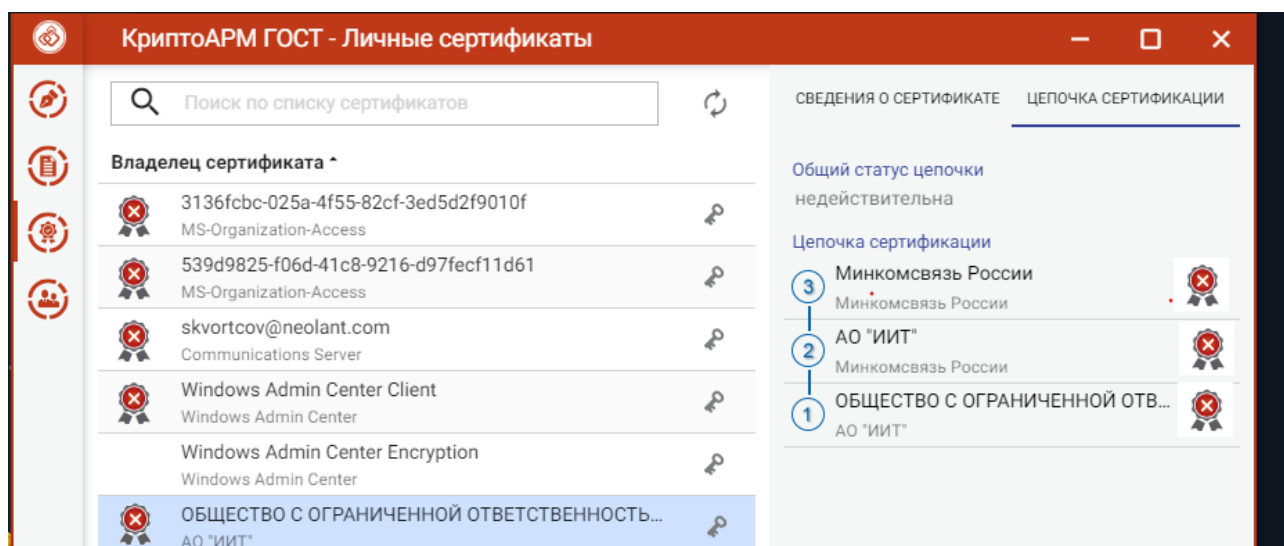 КриптоАРМ ГОСТ - Личные сертификаты
Поиск по списку сертификатов
Владелец сертификата
3136fcbc-025a-4f55-82cf-3ed5d2f9010f
MS-Organization-Access
539d9825-f06d-41c8-9216-d97fecf11d61
MS-Organization-Access
skvortcov@neolant.com
Communications Server
Windows Admin Center Client
Windows Admin Center
Windows Admin Center Encryption
Windows Admin Center
ОБЩЕСТВО С ОГРАНИЧЕННОЙ ОТВЕТСТВЕННОСТЬ...
АО "ИИТ"
СВЕДЕНИЯ О СЕРТИФИКАТЕ ЦЕПОЧКА СЕРТИФИКАЦИИ
Общий статус цепочки
недействительна
Цепочка сертификации
3 Минкомсвязь России
Минкомсвязь России
2 АО "ИИТ"
Минкомсвязь России
1 ОБЩЕСТВО С ОГРАНИЧЕННОЙ ОТВ...
АО "ИИТ"